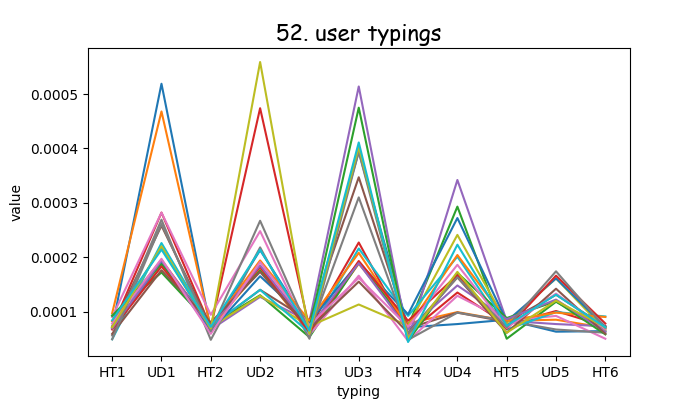 52. user typings
value
0.0005
0.0004
0.0003
0.0002
0.0001
HT1 UD1 HT2 UD2 HT3 UD3 HT4 UD4 HT5 UD5 HT6
typing